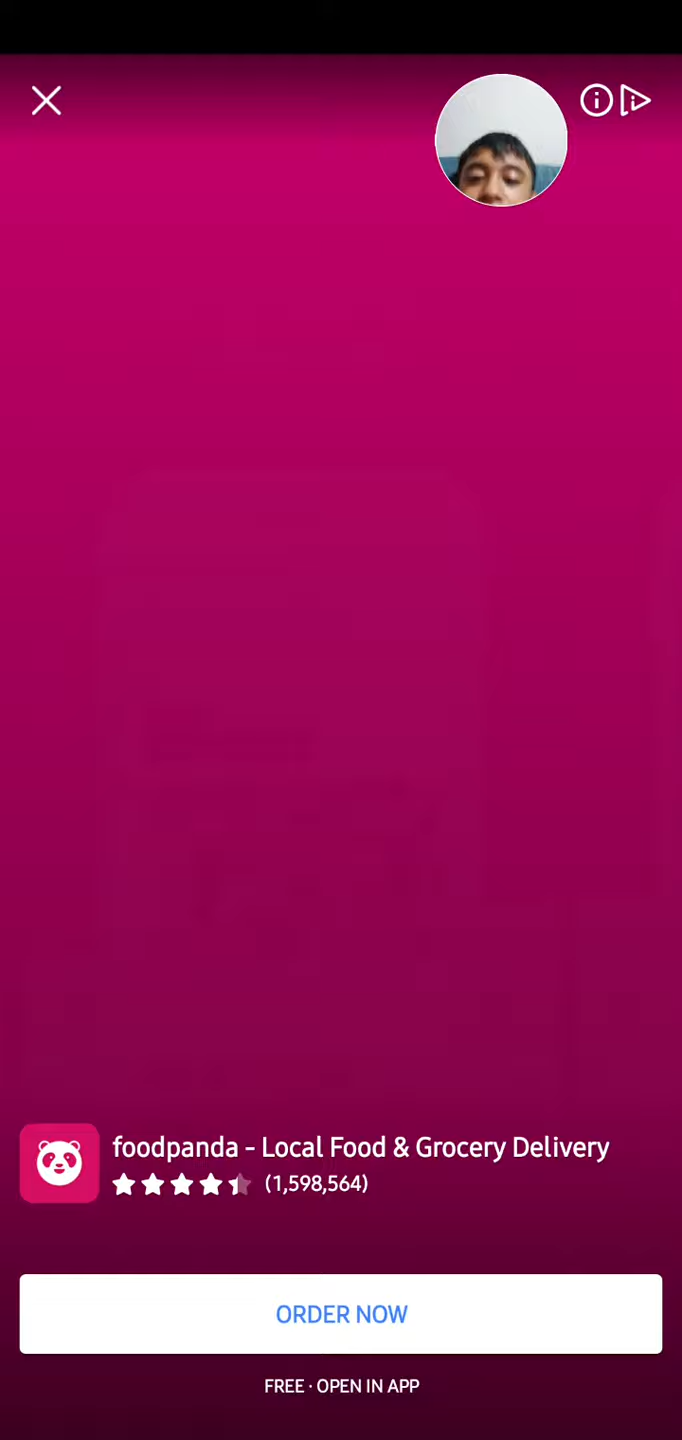 foodpanda - Local Food & Grocery Delivery
(1,598,564)
ORDER NOW
FREE · OPEN IN APP